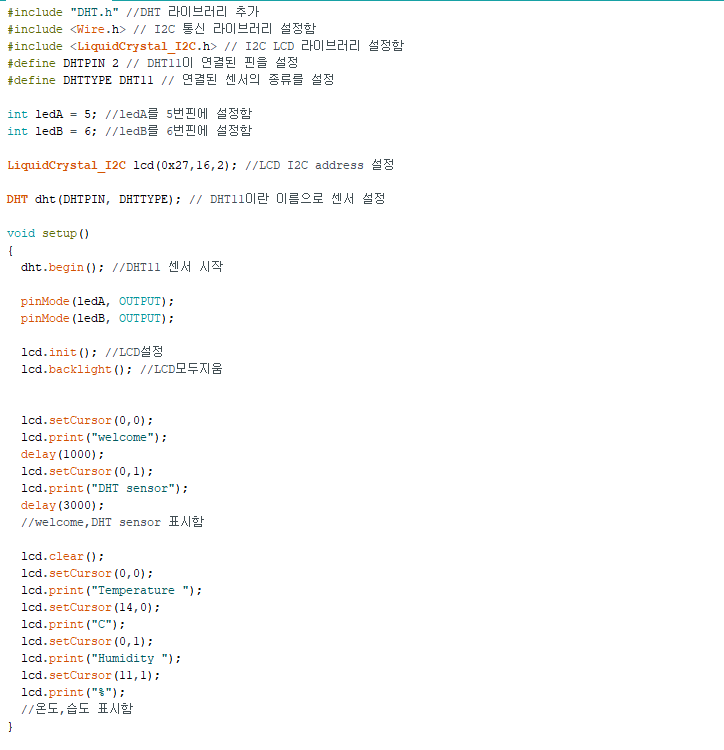 #include "DHT.h" //DHT 라이브러리 추가
#include <Wire.h> // I2C 통신 라이브러리 설정함
#include <LiquidCrystal_I2C.h> // I2C LCD 라이브러리 설정함
#define DHTPIN 2 // DHT11이 연결된 핀을 설정
#define DHTTYPE DHT11 // 연결된 센서의 종류를 설정
int ledA = 5; //ledA를 5번핀에 설정함
int ledB = 6; //ledB를 6번핀에 설정함
LiquidCrystal_I2C lcd(0x27,16,2); //LCD I2C address 설정
DHT dht(DHTPIN, DHTTYPE); // DHT11이란 이름으로 센서 설정
void setup()
{
dht.begin(); //DHT11 센서 시작
pinMode(ledA, OUTPUT);
pinMode(ledB, OUTPUT);
lcd.init(); //LCD설정
lcd.backlight(); //LCD모두지움
lcd.setCursor(0,0);
lcd.print("welcome");
delay(1000);
lcd.setCursor(0,1);
lcd.print("DHT sensor");
delay(3000);
//welcome,DHT sensor 표시함
lcd.clear();
lcd.setCursor(0,0);
lcd.print("Temperature ");
lcd.setCursor(14,0);
lcd.print("C");
lcd.setCursor(0,1);
lcd.print("Humidity ");
lcd.setCursor(11,1);
lcd.print("%");
//온도,습도 표시함
}